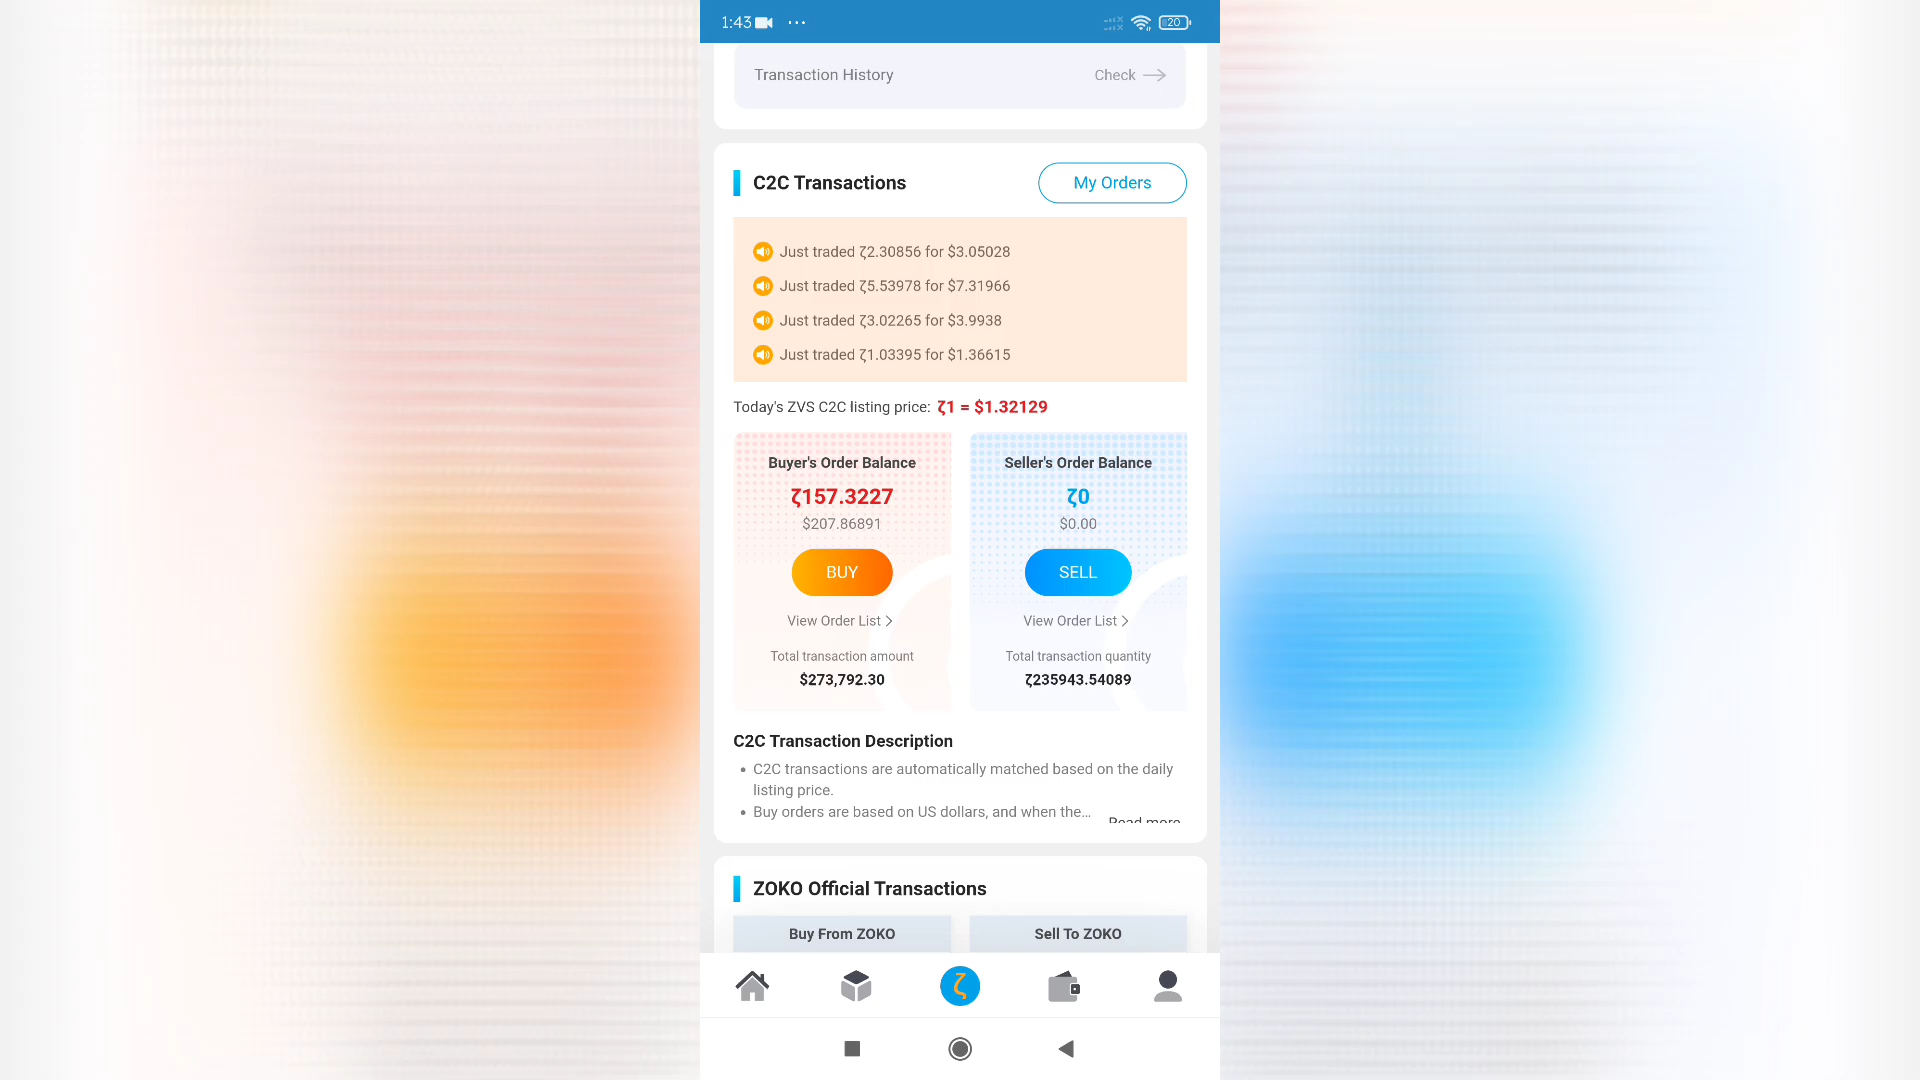 1:43
20
Transaction History
Check
C2C Transactions
My Orders
Just traded ζ2.30856 for $3.05028
Just traded ζ5.53978 for $7.31966
Just traded ζ3.02265 for $3.9938
Just traded ζ1.03395 for $1.36615
Today's ZVS C2C listing price: ζ1 = $1.32129
Buyer's Order Balance
ζ157.3227
$207.86891
BUY
View Order List
Total transaction amount
$273,792.30
Seller's Order Balance
ζ0
$0.00
SELL
View Order List
Total transaction quantity
ζ235943.54089
C2C Transaction Description
• C2C transactions are automatically matched based on the daily
listing price.
• Buy orders are based on US dollars, and when the...
Read more
ZOKO Official Transactions
Buy From ZOKO
Sell To ZOKO
ζ